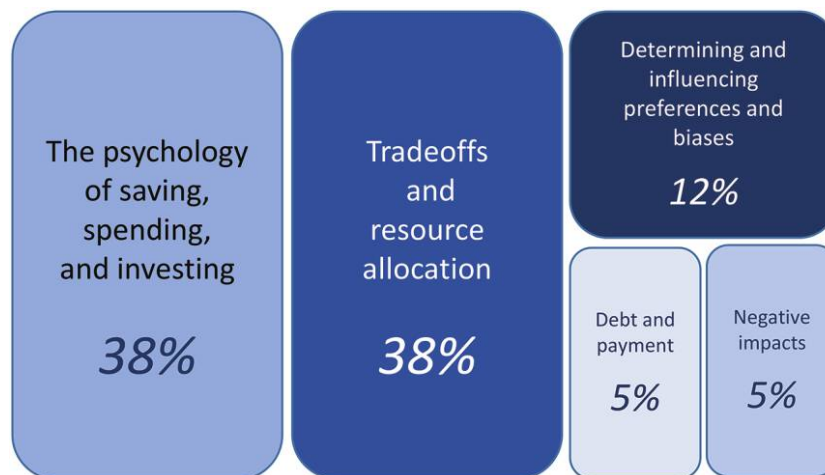 The psychology
of saving,
spending,
and investing
38%
Tradeoffs
and
resource
allocation
38%
Determining and
influencing
preferences and
biases
12%
Debt and
payment
5%
Negative
impacts
5%